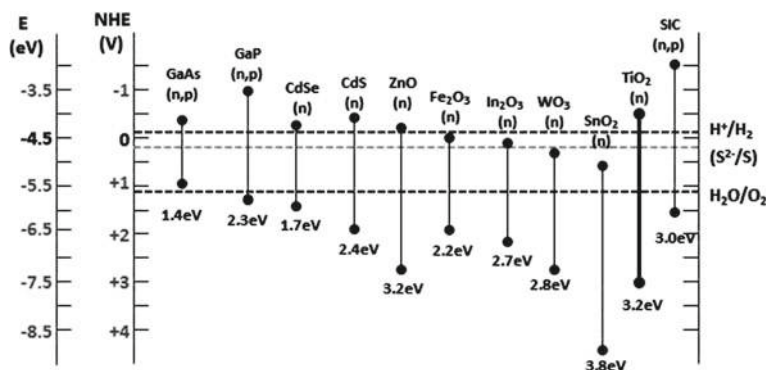 E
(eV)
-3.5
-4.5
-5.5
-6.5
-7.5
-8.5
NHE
(V)
-1
0
+1
+2
+3
+4
GaAs
(n,p)
1.4eV
GaP
(n,p)
2.3eV
CdSe
(n)
1.7eV
CdS
(n)
2.4eV
ZnO
(n)
3.2eV
Fe₂O₃
(n)
2.2eV
In₂O₃
(n)
2.7eV
WO₃
(n)
2.8eV
SnO₂
(n)
3.8eV
TiO₂
(n)
3.2eV
SIC
(n,p)
3.0eV
H⁺/H₂
(S²⁻/S)
H₂O/O₂